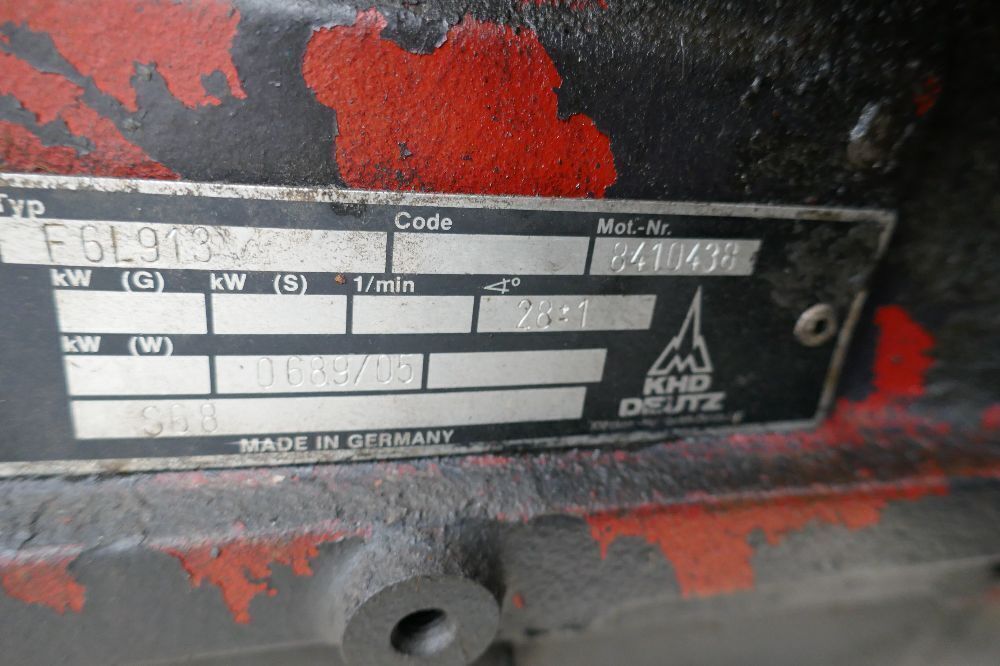 Typ Code Mot.-Nr.
F6L913 8410438
kW (G) kW (S) 1/min ∢°
28±1
kW (W)
0689/05
S68
KHD
DEUTZ
MADE IN GERMANY